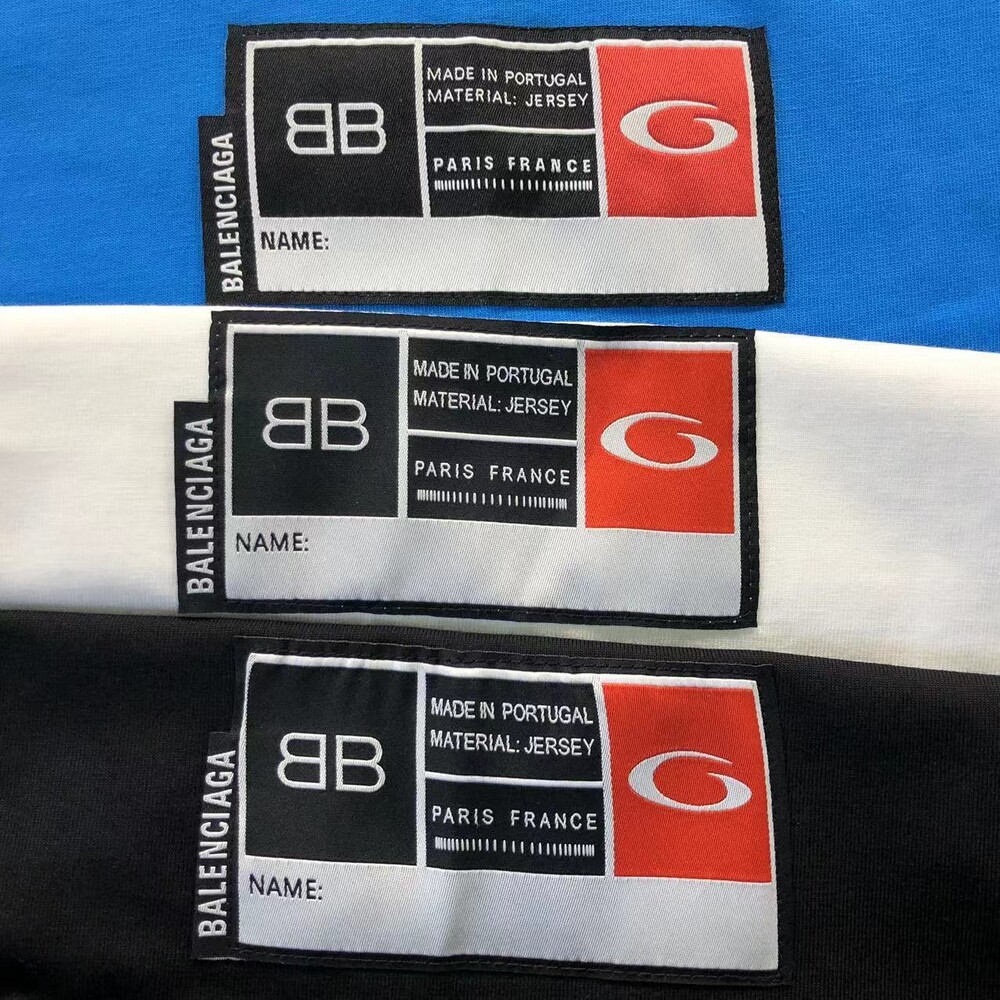 BB
MADE IN PORTUGAL
MATERIAL: JERSEY
PARIS FRANCE
G
BALENCIAGA
NAME:
BB
MADE IN PORTUGAL
MATERIAL: JERSEY
PARIS FRANCE
G
BALENCIAGA
NAME:
BB
MADE IN PORTUGAL
MATERIAL: JERSEY
PARIS FRANCE
G
BALENCIAGA
NAME: